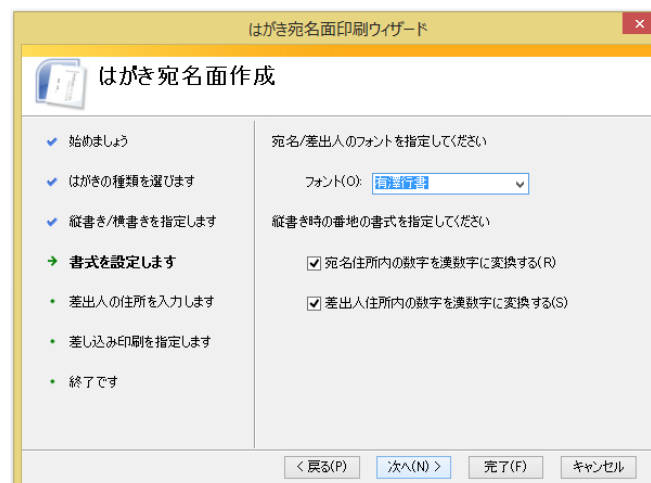 はがき宛名面印刷ウィザード
はがき宛名面作成
始めましょう
はがきの種類を選びます
縦書き/横書きを指定します
書式を設定します
差出人の住所を入力します
差し込み印刷を指定します
終了です
宛名/差出人のフォントを指定してください
フォント(O): 有澤行書
縦書き時の番地の書式を指定してください
宛名住所内の数字を漢数字に変換する(R)
差出人住所内の数字を漢数字に変換する(S)
< 戻る(P) 次へ(N) > 完了(F) キャンセル